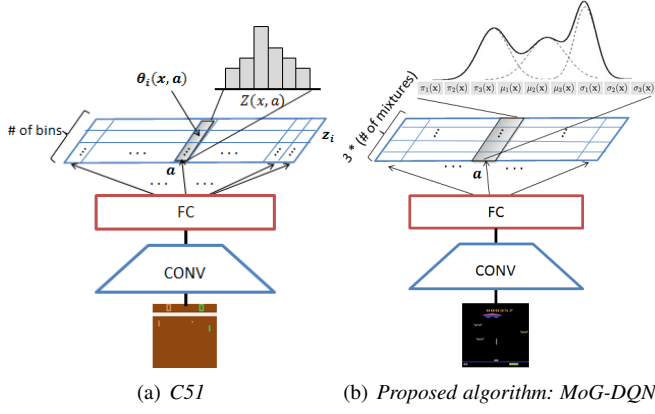 θi(x, a)
Z(x, a)
# of bins
zi
a
FC
CONV
(a) C51
π1(x) π2(x) π3(x) μ1(x) μ2(x) μ3(x) σ1(x) σ2(x) σ3(x)
3 * (# of mixtures)
a
FC
CONV
000957
(b) Proposed algorithm: MoG-DQN